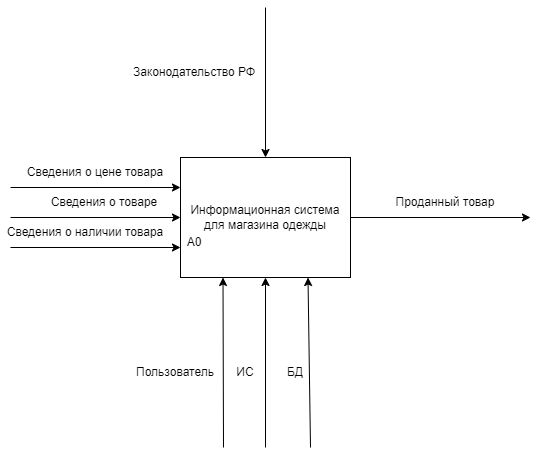 Законодательство РФ
Сведения о цене товара
Сведения о товаре
Сведения о наличии товара
Информационная система
для магазина одежды
A0
Проданный товар
Пользователь
ИС
БД